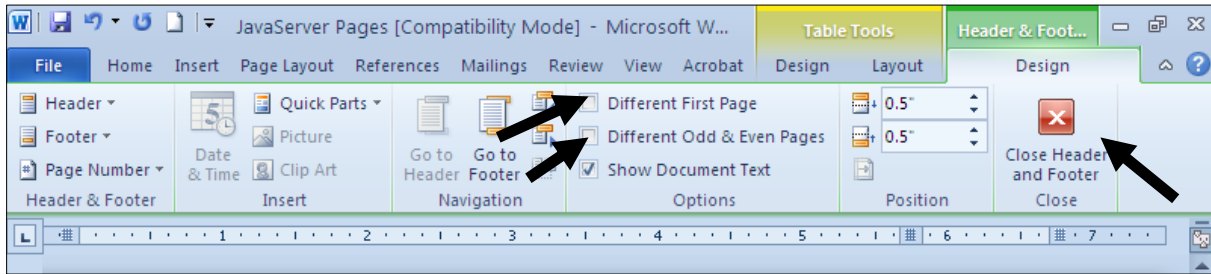 JavaServer Pages [Compatibility Mode] - Microsoft W... Table Tools Header & Foot...
File Home Insert Page Layout References Mailings Review View Acrobat Design Layout Design
Header
Footer
Page Number
Header & Footer
5
Date
& Time
Quick Parts
Picture
Clip Art
Insert
Go to
Header
Go to
Footer
Navigation
Different First Page
Different Odd & Even Pages
Show Document Text
Options
0.5"
0.5"
Position
Close Header
and Footer
Close
L 1 2 3 4 5 6 7